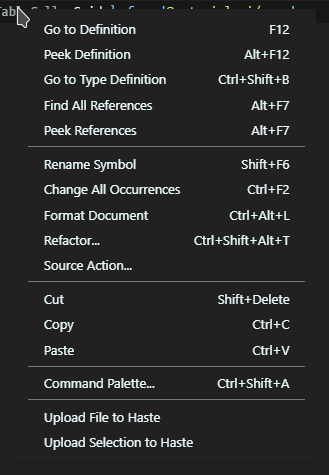 Go to Definition F12
Peek Definition Alt+F12
Go to Type Definition Ctrl+Shift+B
Find All References Alt+F7
Peek References Alt+F7
Rename Symbol Shift+F6
Change All Occurrences Ctrl+F2
Format Document Ctrl+Alt+L
Refactor... Ctrl+Shift+Alt+T
Source Action...
Cut Shift+Delete
Copy Ctrl+C
Paste Ctrl+V
Command Palette... Ctrl+Shift+A
Upload File to Haste
Upload Selection to Haste